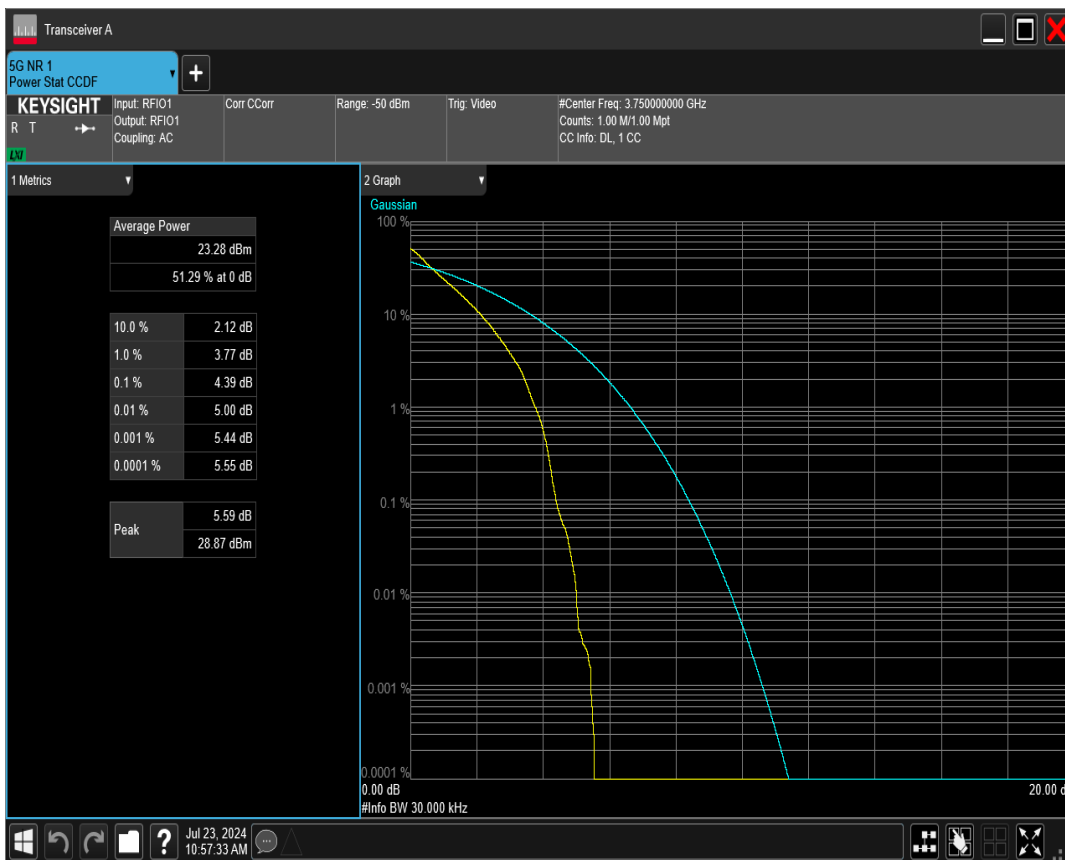 Transceiver A
5G NR 1
Power Stat CCDF
+
KEYSIGHT
R T
LXI
Input: RFIO1
Output: RFIO1
Coupling: AC
Corr CCorr
Range: -50 dBm
Trig: Video
#Center Freq: 3.750000000 GHz
Counts: 1.00 M/1.00 Mpt
CC Info: DL, 1 CC
1 Metrics
Average Power
23.28 dBm
51.29 % at 0 dB
10.0 % 2.12 dB
1.0 % 3.77 dB
0.1 % 4.39 dB
0.01 % 5.00 dB
0.001 % 5.44 dB
0.0001 % 5.55 dB
Peak
5.59 dB
28.87 dBm
2 Graph
Gaussian
100 %
10 %
1 %
0.1 %
0.01 %
0.001 %
0.0001 %
0.00 dB
20.00 d
#Info BW 30.000 kHz
?
Jul 23, 2024
10:57:33 AM